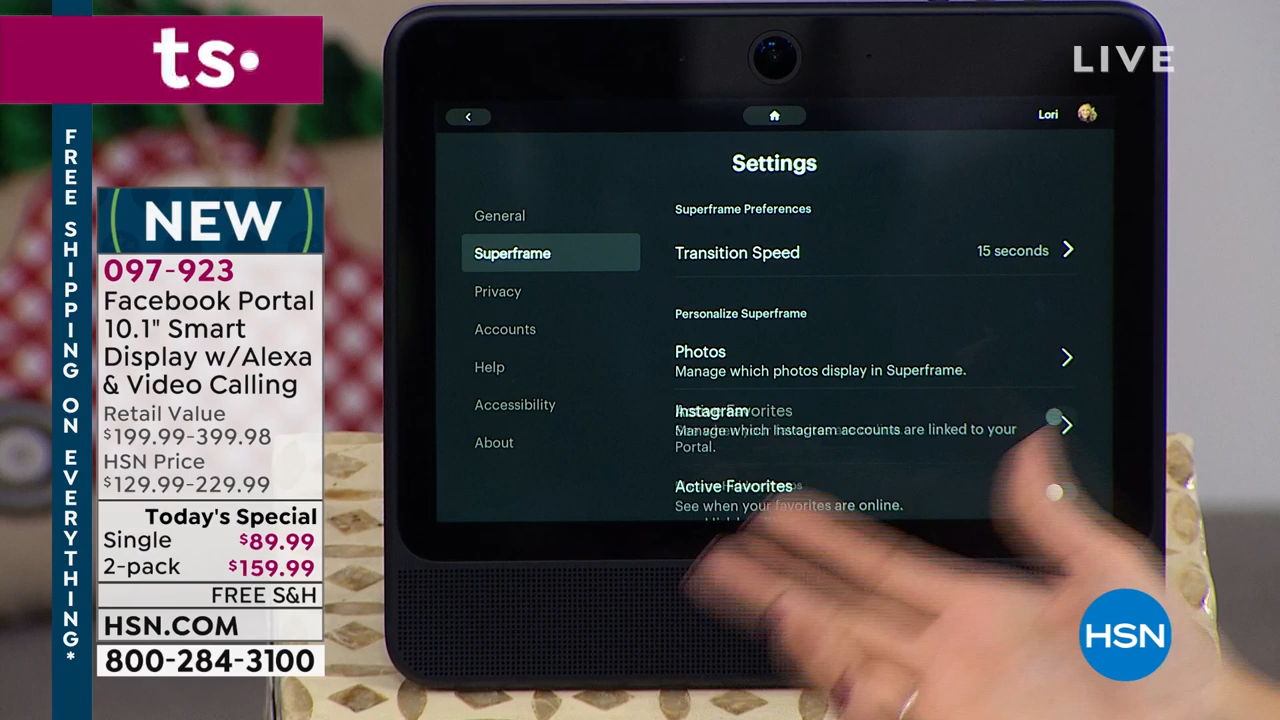 ts.
FREE SHIPPING ON EVERYTHING*
NEW
097-923
Facebook Portal
10.1" Smart
Display w/Alexa
& Video Calling
Retail Value
$199.99-399.98
HSN Price
$129.99-229.99
Today's Special
Single $89.99
2-pack $159.99
FREE S&H
HSN.COM
800-284-3100
LIVE
Lori
Settings
General
Superframe
Privacy
Accounts
Help
Accessibility
About
Superframe Preferences
Transition Speed 15 seconds
Personalize Superframe
Photos
Manage which photos display in Superframe.
Instagram
Manage which Instagram accounts are linked to your
Portal.
Active Favorites
See when your favorites are online.
HSN